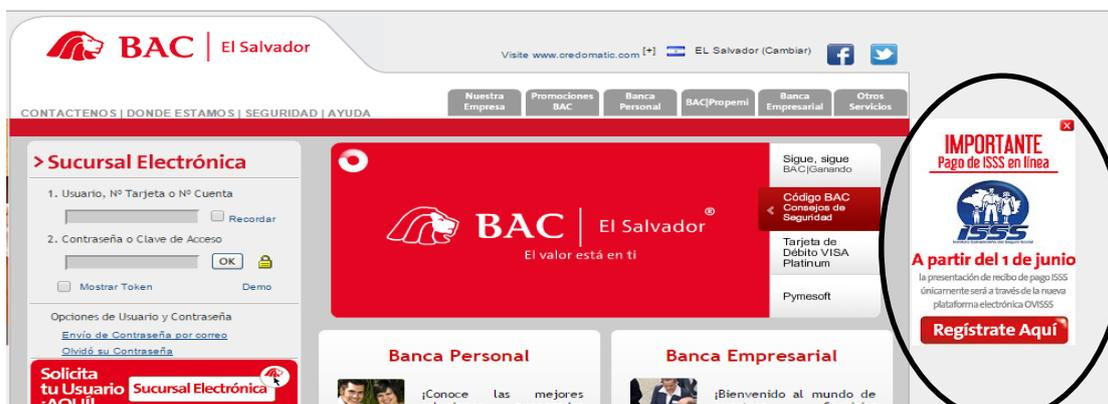 BAC | El Salvador
Visite www.credomatic.com [+] EL Salvador (Cambiar)
CONTACTENOS | DONDE ESTAMOS | SEGURIDAD | AYUDA
Nuestra Empresa
Promociones BAC
Banca Personal
BAC|Propemi
Banca Empresarial
Otros Servicios
> Sucursal Electrónica
1. Usuario, Nº Tarjeta o Nº Cuenta
Recordar
2. Contraseña o Clave de Acceso
OK
Mostrar Token Demo
Opciones de Usuario y Contraseña
Envío de Contraseña por correo
Olvidó su Contraseña
Solicita
tu Usuario Sucursal Electrónica
¡AQUÍ!
BAC | El Salvador ®
El valor está en ti
Sigue, sigue
BAC|Ganando
Código BAC
Consejos de
Seguridad
Tarjeta de
Débito VISA
Platinum
Pymesoft
Banca Personal
¡Conoce las mejores
Banca Empresarial
¡Bienvenido al mundo de
IMPORTANTE
Pago de ISSS en línea
ISSS
Instituto Salvadoreño del Seguro Social
A partir del 1 de junio
la presentación de recibo de pago ISSS
únicamente será a través de la nueva
plataforma electrónica OVISSS
Regístrate Aquí